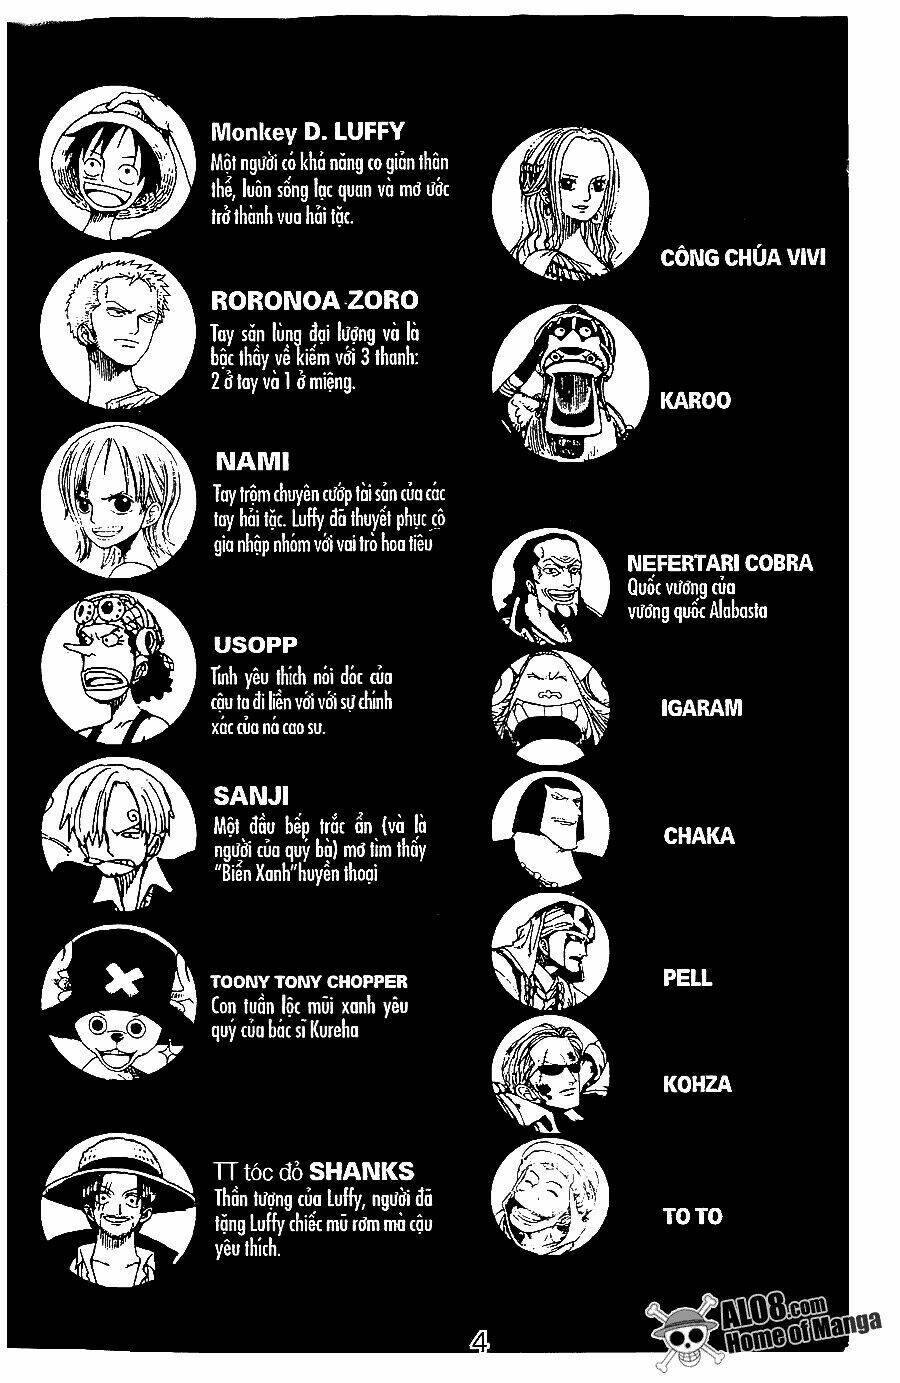 Monkey D. LUFFY
Một người có khả năng co giản thân
thể, luôn sống lạc quan và mơ ước
trở thành vua hải tặc.
RORONOA ZORO
Tay săn lùng đại lượng và là
bậc thầy về kiếm với 3 thanh:
2 ở tay và 1 ở miệng.
NAMI
Tay trộm chuyên cướp tài sản của các
tay hải tặc. Luffy đã thuyết phục cô
gia nhập nhóm với vai trò hoa tiêu
USOPP
Tính yêu thích nói dóc của
cậu ta đi liền với với sự chính
xác của ná cao su.
SANJI
Một đầu bếp trắc ẩn (và là
người của quý bà) mơ tìm thấy
"Biển Xanh"huyền thoại
TOONY TONY CHOPPER
Con tuần lộc mũi xanh yêu
quý của bác sĩ Kureha
TT tóc đỏ SHANKS
Thần tượng của Luffy, người đã
tặng Luffy chiếc mũ rơm mà cậu
yêu thích.
CÔNG CHÚA VIVI
KAROO
NEFERTARI COBRA
Quốc vương của
vương quốc Alabasta
IGARAM
CHAKA
PELL
KOHZA
TO TO
4
ALO8.com
Home of Manga